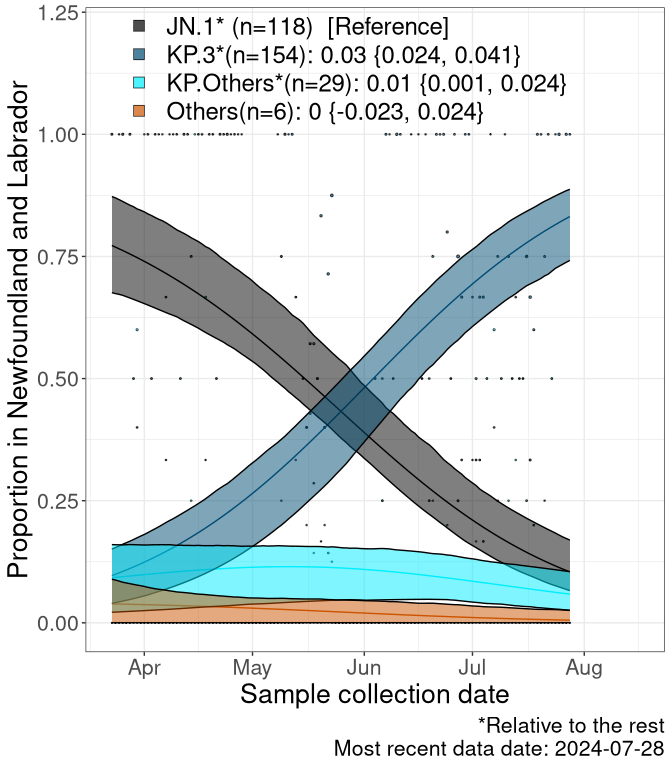 JN.1* (n=118)  [Reference]
KP.3*(n=154): 0.03 {0.024, 0.041}
KP.Others*(n=29): 0.01 {0.001, 0.024}
Others(n=6): 0 {-0.023, 0.024}
Proportion in Newfoundland and Labrador
1.25
1.00
0.75
0.50
0.25
0.00
Apr May Jun Jul Aug
Sample collection date
*Relative to the rest
Most recent data date: 2024-07-28